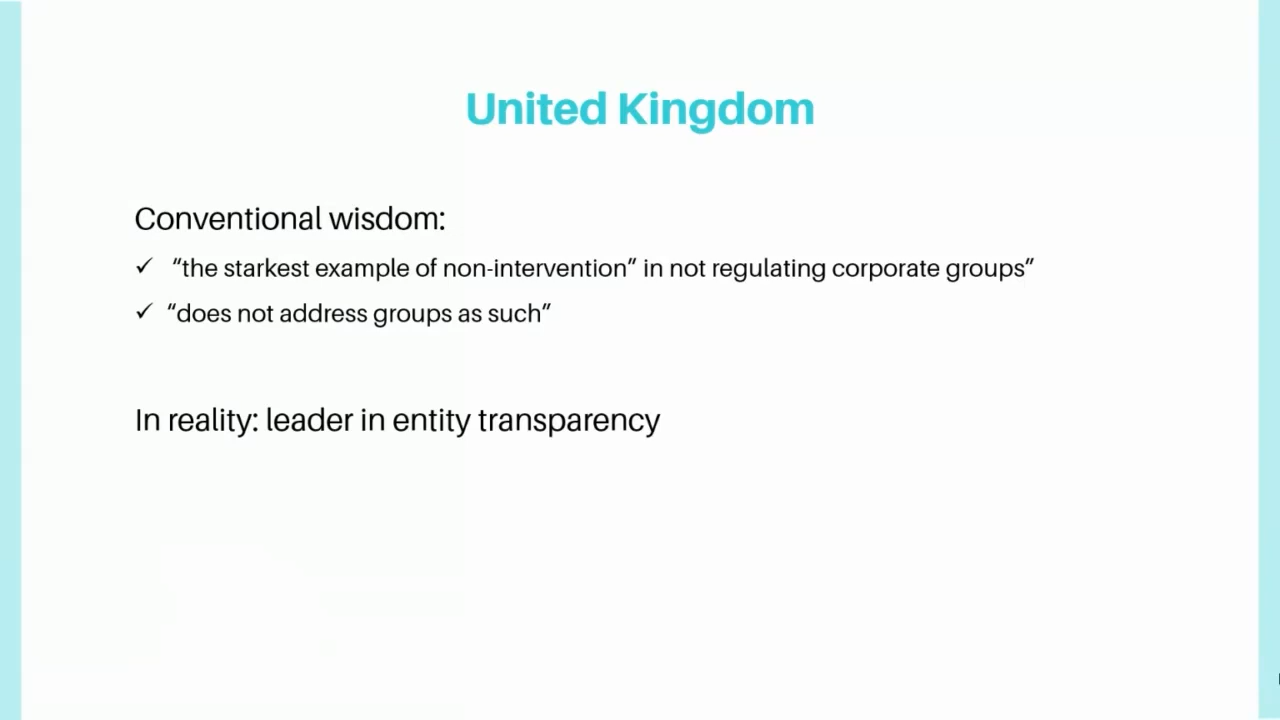 United Kingdom
Conventional wisdom:
✓ “the starkest example of non-intervention” in not regulating corporate groups”
✓ “does not address groups as such”
In reality: leader in entity transparency